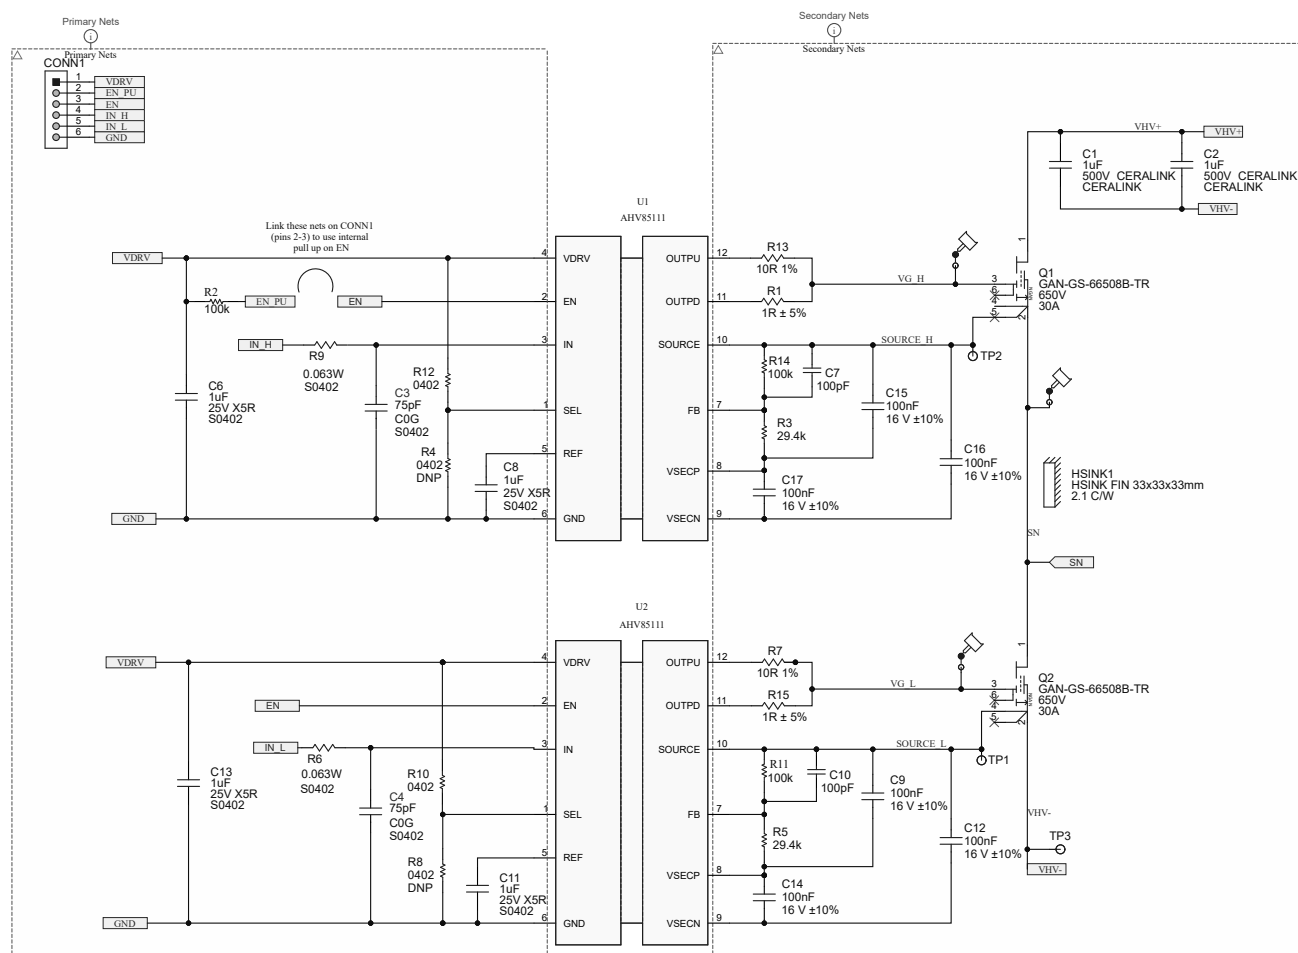 Primary Nets
i
Primary Nets
CONN1
1 VDRV
2 EN_PU
3 EN
4 IN_H
5 IN_L
6 GND
Secondary Nets
i
Secondary Nets
VHV+
VHV+
C1
1uF
500V CERALINK
CERALINK
C2
1uF
500V CERALINK
CERALINK
VHV-
Link these nets on CONN1
(pins 2-3) to use internal
pull up on EN
VDRV
R2
100k
EN_PU
EN
IN_H
R9
0.063W
S0402
C6
1uF
25V X5R
S0402
C3
75pF
C0G
S0402
R12
0402
R4
0402
DNP
C8
1uF
25V X5R
S0402
GND
U1
AHV85111
4 VDRV
2 EN
3 IN
1 SEL
5 REF
6 GND
OUTPU 12
OUTPD 11
SOURCE 10
FB 7
VSECP 8
VSECN 9
R13
10R 1%
R1
1R ± 5%
VG_H
SOURCE_H
R14
100k
C7
100pF
R3
29.4k
C15
100nF
16 V ±10%
C17
100nF
16 V ±10%
C16
100nF
16 V ±10%
TP2
1
3
6
4
5
2
Q1
GAN-GS-66508B-TR
650V
30A
HSINK1
HSINK FIN 33x33x33mm
2.1 C/W
SN
SN
VDRV
EN
IN_L
R6
0.063W
S0402
C13
1uF
25V X5R
S0402
C4
75pF
C0G
S0402
R10
0402
R8
0402
DNP
C11
1uF
25V X5R
S0402
GND
U2
AHV85111
4 VDRV
2 EN
3 IN
1 SEL
5 REF
6 GND
OUTPU 12
OUTPD 11
SOURCE 10
FB 7
VSECP 8
VSECN 9
R7
10R 1%
R15
1R ± 5%
VG_L
SOURCE_L
R11
100k
C10
100pF
R5
29.4k
C9
100nF
16 V ±10%
C14
100nF
16 V ±10%
C12
100nF
16 V ±10%
TP1
1
3
6
4
5
2
Q2
GAN-GS-66508B-TR
650V
30A
VHV-
TP3
VHV-